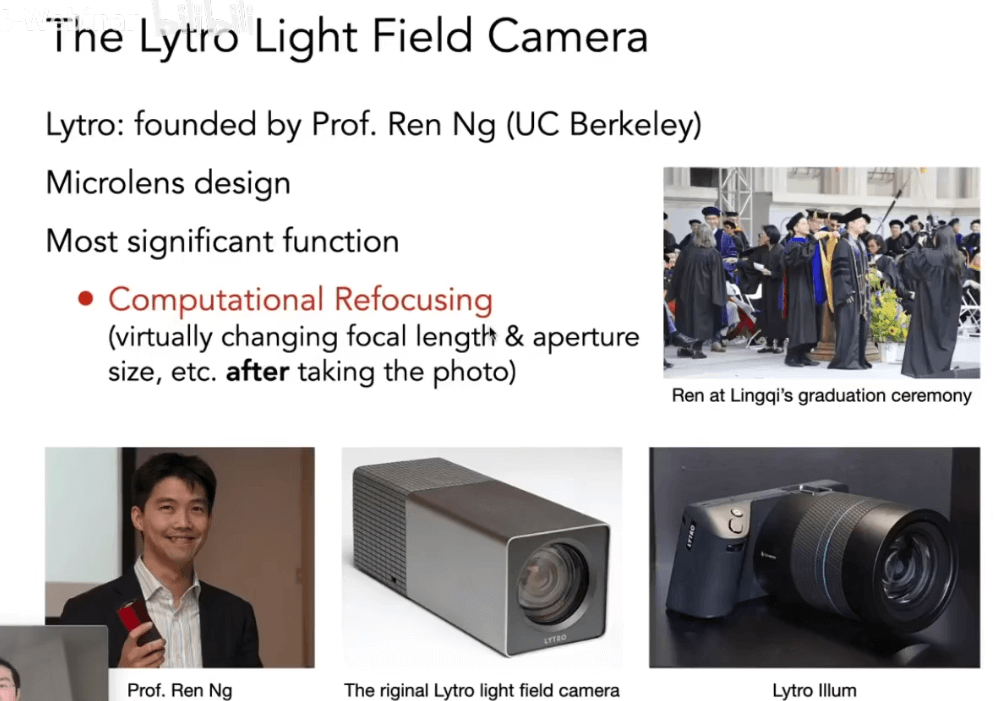 The Lytro Light Field Camera
Lytro: founded by Prof. Ren Ng (UC Berkeley)
Microlens design
Most significant function
• Computational Refocusing
(virtually changing focal length & aperture
size, etc. after taking the photo)
Ren at Lingqi's graduation ceremony
LYTRO
LYTRO
Prof. Ren Ng
The riginal Lytro light field camera
Lytro Illum